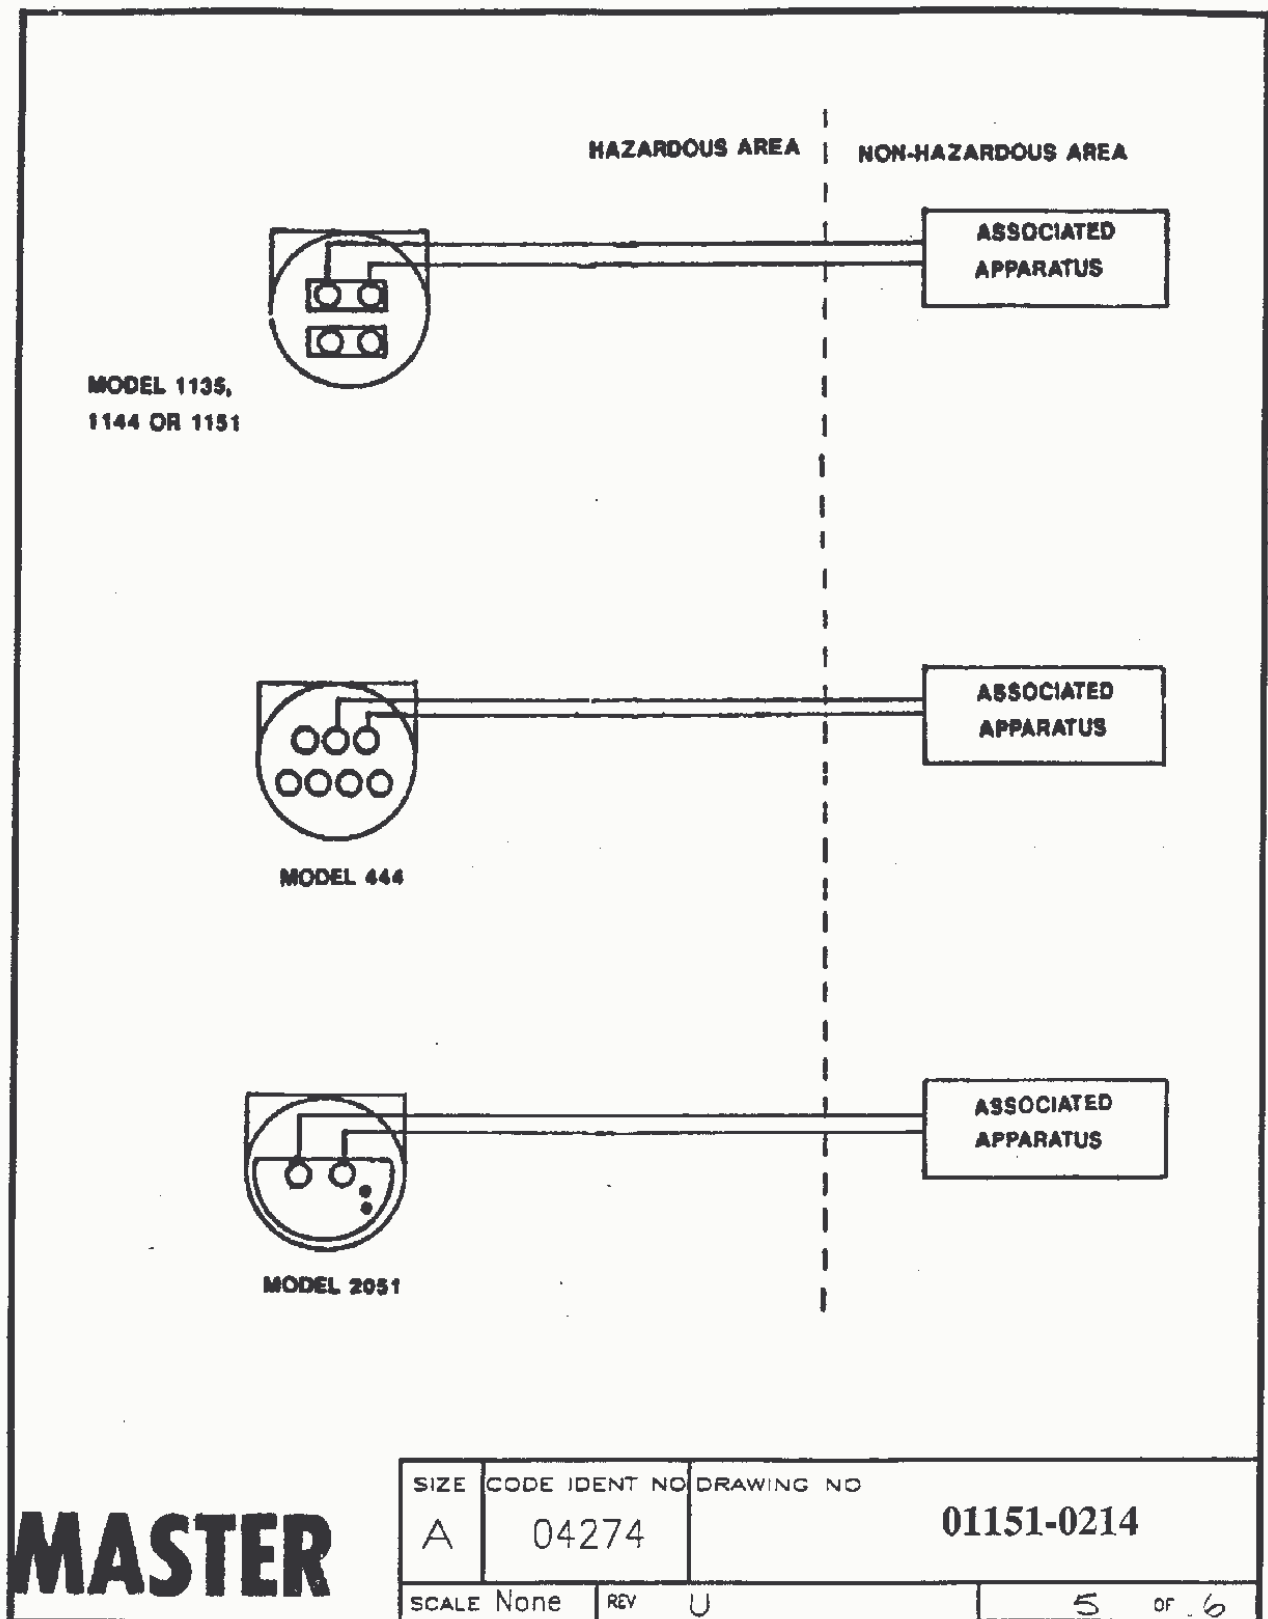 HAZARDOUS AREA
NON-HAZARDOUS AREA
ASSOCIATED
APPARATUS
MODEL 1135,
1144 OR 1151
ASSOCIATED
APPARATUS
MODEL 444
ASSOCIATED
APPARATUS
MODEL 2051
MASTER
SIZE
A
CODE IDENT NO
04274
DRAWING NO
01151-0214
SCALE None
REV U
5 OF 6